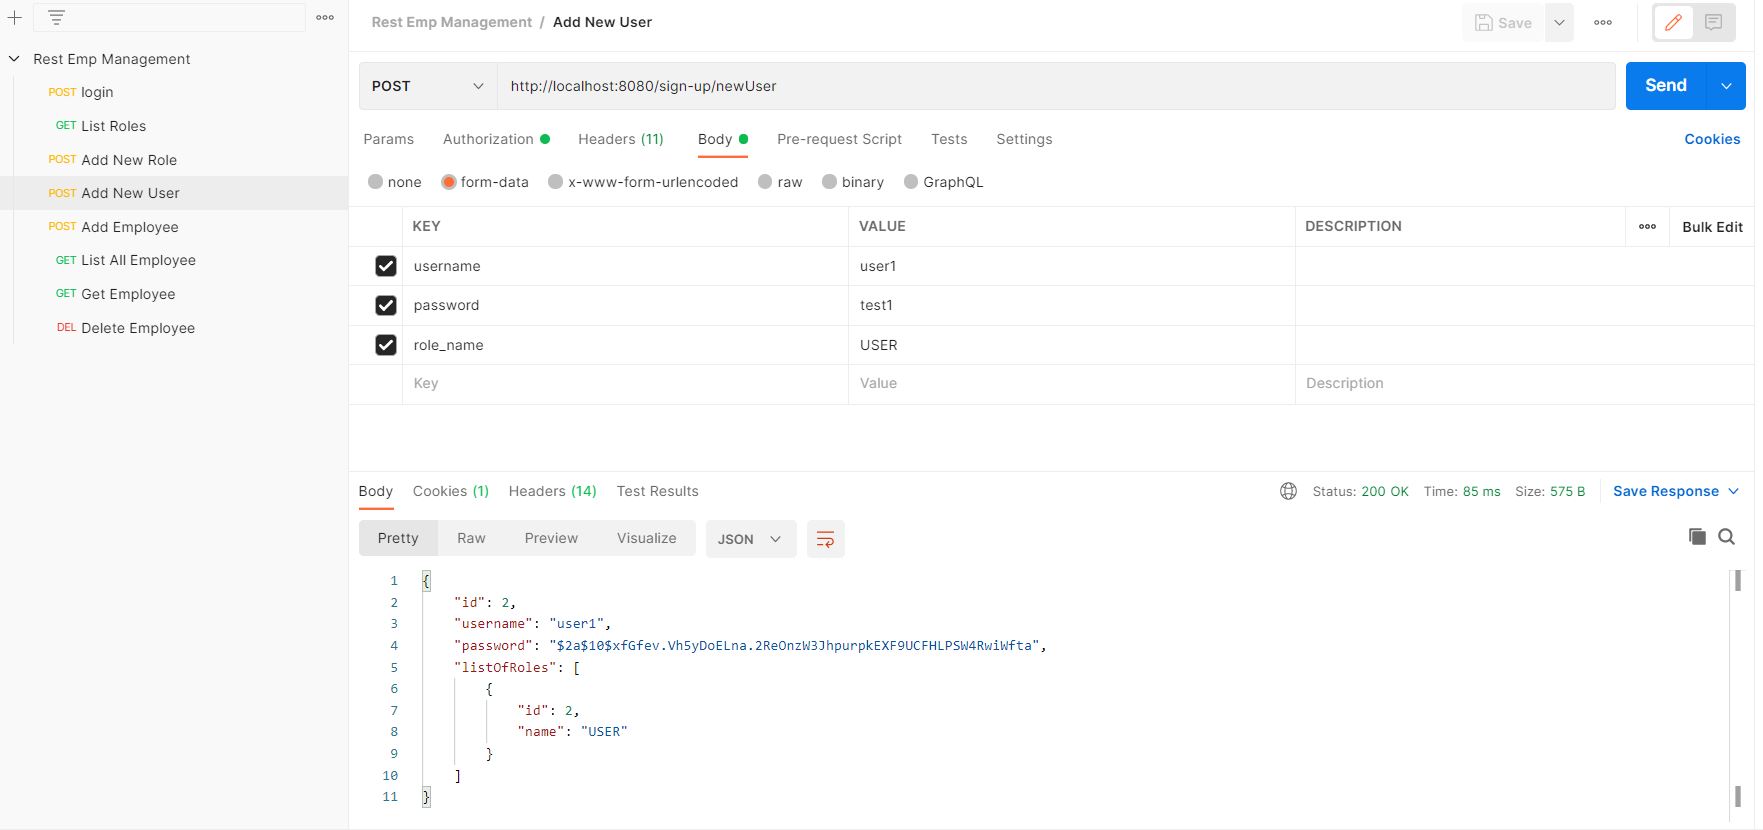 Rest Emp Management / Add New User
Save
Rest Emp Management
POST login
GET List Roles
POST Add New Role
POST Add New User
POST Add Employee
GET List All Employee
GET Get Employee
DEL Delete Employee
POST http://localhost:8080/sign-up/newUser Send
Params Authorization Headers (11) Body Pre-request Script Tests Settings Cookies
none form-data x-www-form-urlencoded raw binary GraphQL
KEY VALUE DESCRIPTION Bulk Edit
username user1
password test1
role_name USER
Key Value Description
Body Cookies (1) Headers (14) Test Results Status: 200 OK Time: 85 ms Size: 575 B Save Response
Pretty Raw Preview Visualize JSON
1 {
2 "id": 2,
3 "username": "user1",
4 "password": "$2a$10$xfGfev.Vh5yDoELna.2ReOnzW3JhpurpkEXF9UCFHLPSW4RwiWfta",
5 "listOfRoles": [
6 {
7 "id": 2,
8 "name": "USER"
9 }
10 ]
11 }